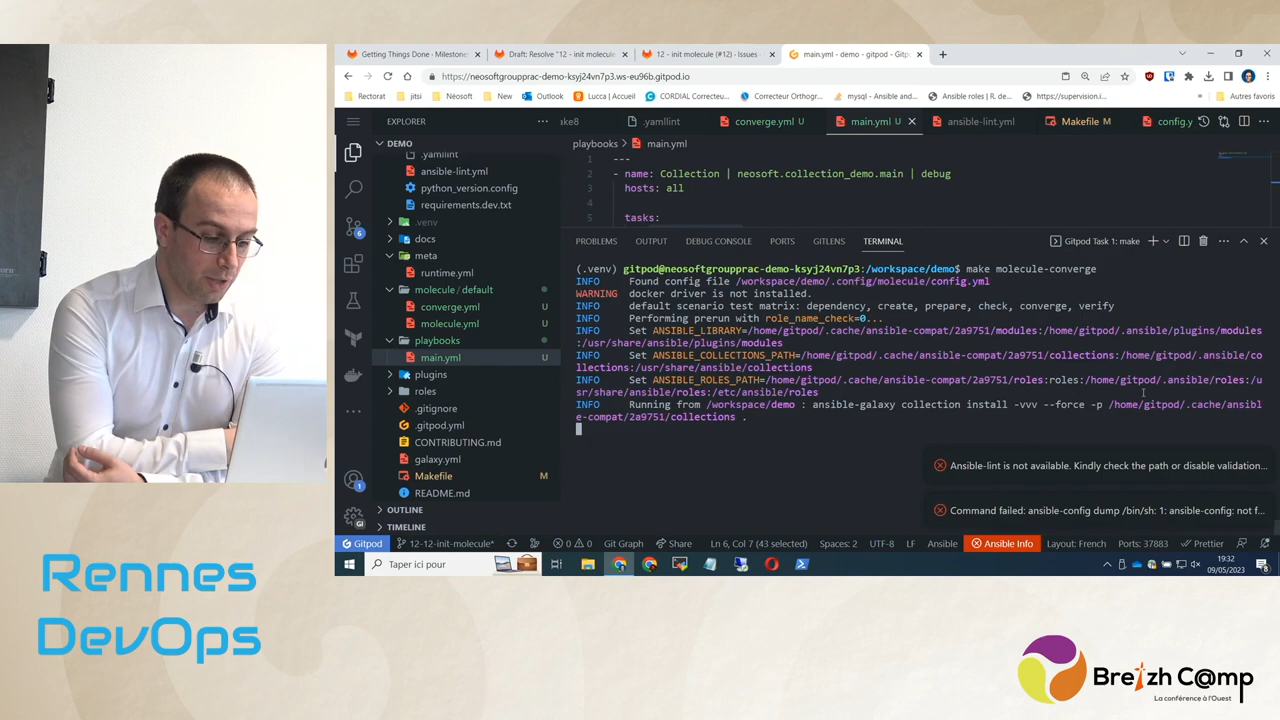 Getting Things Done · Milestone
Draft: Resolve "12 - init molecule
12 - init molecule (#12) · Issues
main.yml - demo - gitpod - Gitp
https://neosoftgroupprac-demo-ksyj24vn7p3.ws-eu96b.gitpod.io
Rectorat
jitsi
Néosoft
New
Outlook
Lucca | Accueil
CORDIAL Correcteu...
Correcteur Orthogr...
mysql - Ansible and...
Ansible roles | R. de...
https://supervision.i...
Autres favoris
EXPLORER
ake8
.yamllint
converge.yml U
main.yml U
ansible-lint.yml
Makefile M
config.y
DEMO
playbooks > main.yml
.yamllint
ansible-lint.yml
python_version.config
requirements.dev.txt
.venv
docs
meta
runtime.yml
molecule / default
converge.yml U
molecule.yml U
playbooks
main.yml U
plugins
roles
.gitignore
.gitpod.yml
CONTRIBUTING.md
galaxy.yml
Makefile M
README.md
OUTLINE
TIMELINE
1 ---
2 - name: Collection | neosoft.collection_demo.main | debug
3 hosts: all
4
5 tasks:
PROBLEMS OUTPUT DEBUG CONSOLE PORTS GITLENS TERMINAL
Gitpod Task 1: make
(.venv) gitpod@neosoftgroupprac-demo-ksyj24vn7p3:/workspace/demo$ make molecule-converge
INFO Found config file /workspace/demo/.config/molecule/config.yml
WARNING docker driver is not installed.
INFO default scenario test matrix: dependency, create, prepare, check, converge, verify
INFO Performing prerun with role_name_check=0...
INFO Set ANSIBLE_LIBRARY=/home/gitpod/.cache/ansible-compat/2a9751/modules:/home/gitpod/.ansible/plugins/modules
:/usr/share/ansible/plugins/modules
INFO Set ANSIBLE_COLLECTIONS_PATH=/home/gitpod/.cache/ansible-compat/2a9751/collections:/home/gitpod/.ansible/co
llections:/usr/share/ansible/collections
INFO Set ANSIBLE_ROLES_PATH=/home/gitpod/.cache/ansible-compat/2a9751/roles:roles:/home/gitpod/.ansible/roles:/u
sr/share/ansible/roles:/etc/ansible/roles
INFO Running from /workspace/demo : ansible-galaxy collection install -vvv --force -p /home/gitpod/.cache/ansibl
e-compat/2a9751/collections .
Ansible-lint is not available. Kindly check the path or disable validation...
Command failed: ansible-config dump /bin/sh: 1: ansible-config: not f...
Gitpod
12-12-init-molecule*
0 0
Git Graph
Share
Ln 6, Col 7 (43 selected)
Spaces: 2
UTF-8
LF
Ansible
Ansible Info
Layout: French
Ports: 37883
Prettier
Taper ici pour
19:32
09/05/2023
Rennes
DevOps
Breizh C@mp
La conférence à l'Ouest